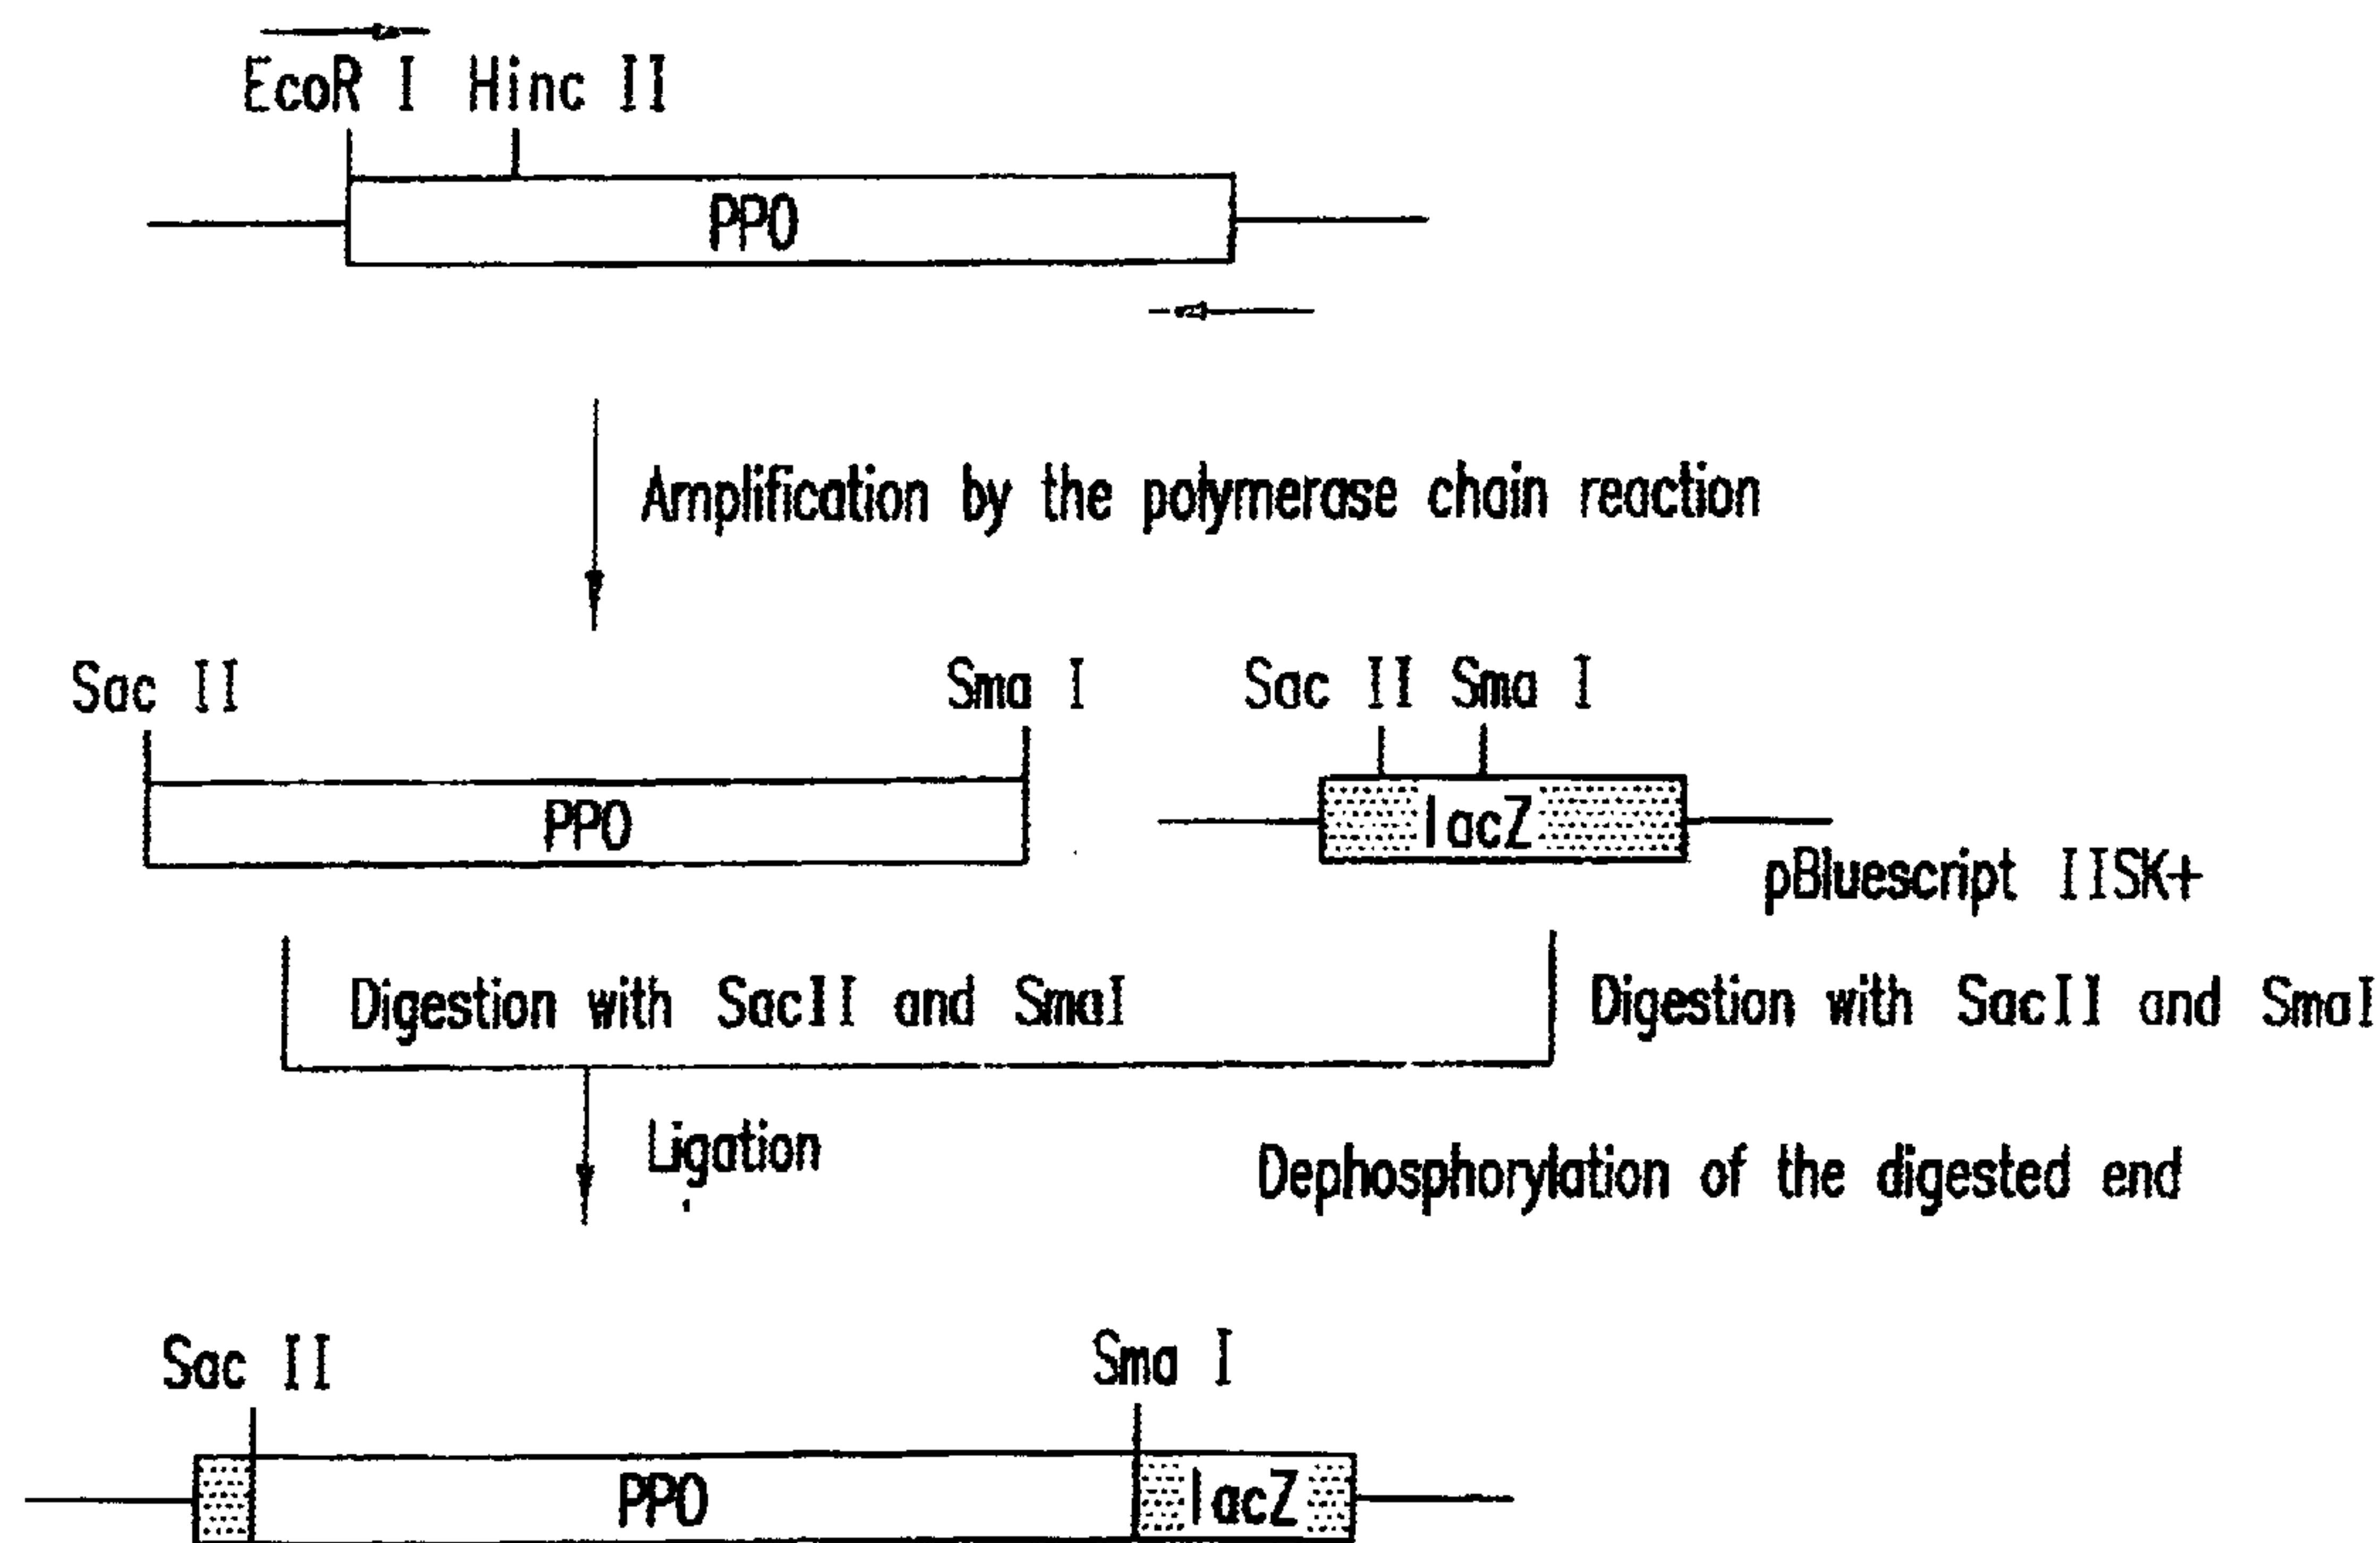 EcoR I Hinc II
PPO
Amplification by the polymerase chain reaction
Sac II Sma I Sac II Sma I
PPO lacZ
pBluescript IISK+
Digestion with SacII and SmaI Digestion with SacII and SmaI
Ligation
Dephosphorylation of the digested end
Sac II Sma I
PPO lacZ